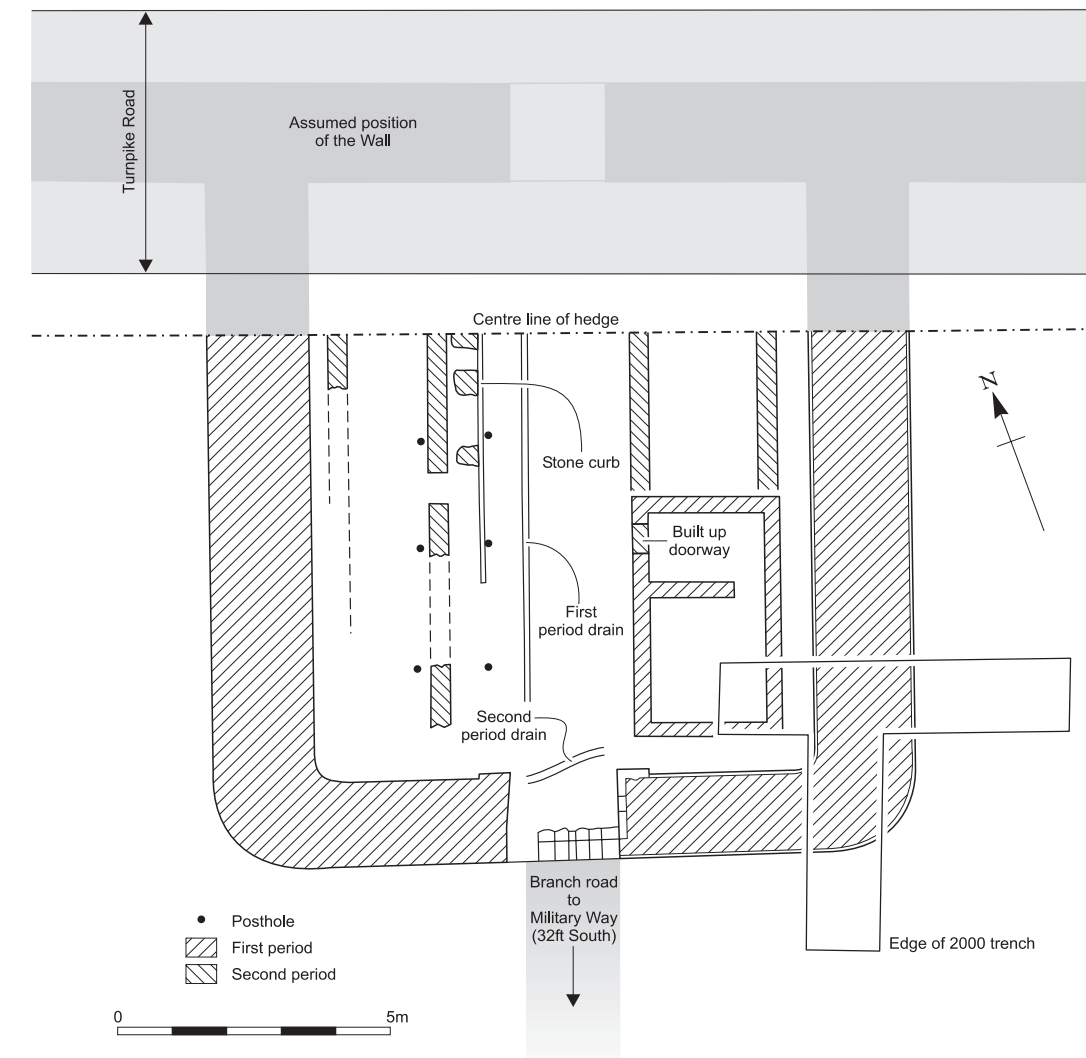 Turnpike Road
Assumed position
of the Wall
Centre line of hedge
N
Stone curb
Built up
doorway
First
period drain
Second
period drain
Branch road
to
Military Way
(32ft South)
Edge of 2000 trench
Posthole
First period
Second period
0
5m